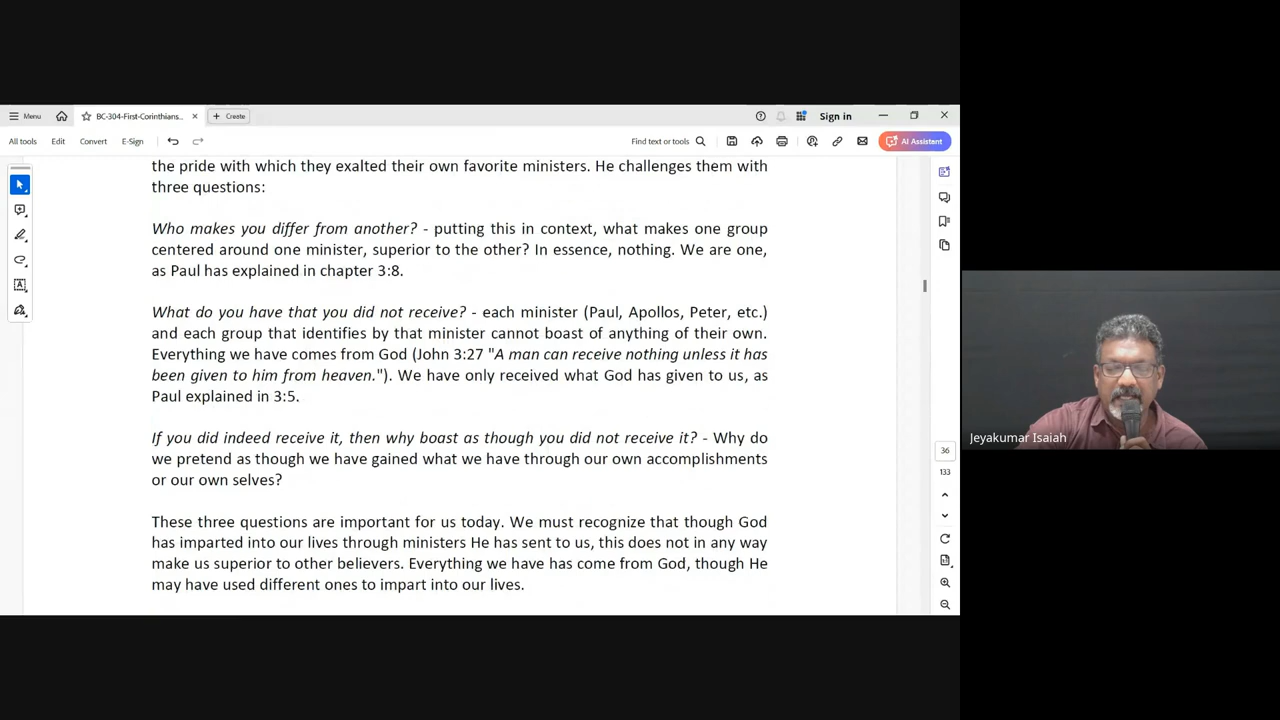 Menu
BC-304-First-Corinthians...
Create
Sign in
All tools
Edit
Convert
E-Sign
Find text or tools
AI Assistant
the pride with which they exalted their own favorite ministers. He challenges them with
three questions:
Who makes you differ from another? - putting this in context, what makes one group
centered around one minister, superior to the other? In essence, nothing. We are one,
as Paul has explained in chapter 3:8.
What do you have that you did not receive? - each minister (Paul, Apollos, Peter, etc.)
and each group that identifies by that minister cannot boast of anything of their own.
Everything we have comes from God (John 3:27 "A man can receive nothing unless it has
been given to him from heaven."). We have only received what God has given to us, as
Paul explained in 3:5.
If you did indeed receive it, then why boast as though you did not receive it? - Why do
we pretend as though we have gained what we have through our own accomplishments
or our own selves?
These three questions are important for us today. We must recognize that though God
has imparted into our lives through ministers He has sent to us, this does not in any way
make us superior to other believers. Everything we have has come from God, though He
may have used different ones to impart into our lives.
36
133
Jeyakumar Isaiah